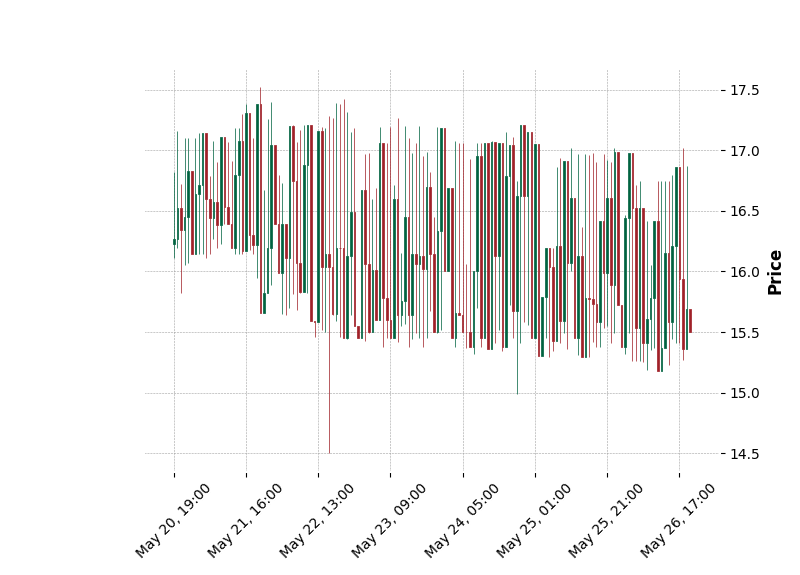 17.5
17.0
16.5
16.0
15.5
15.0
14.5
Price
May 20, 19:00
May 21, 16:00
May 22, 13:00
May 23, 09:00
May 24, 05:00
May 25, 01:00
May 25, 21:00
May 26, 17:00